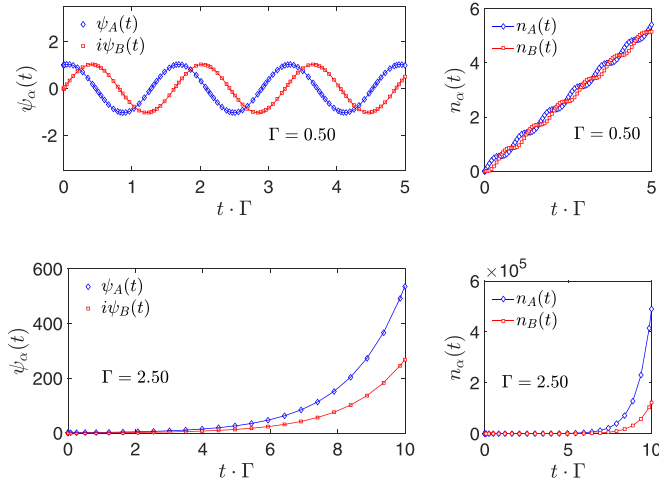 ψ_A(t)
iψ_B(t)
2
0
-2
ψ_α(t)
Γ = 0.50
0 1 2 3 4 5
t · Γ
n_A(t)
n_B(t)
6
4
2
0
n_α(t)
Γ = 0.50
0 5
t · Γ
600
400
200
0
ψ_α(t)
ψ_A(t)
iψ_B(t)
Γ = 2.50
0 2 4 6 8 10
t · Γ
×10^5
6
4
2
0
n_α(t)
n_A(t)
n_B(t)
Γ = 2.50
0 5 10
t · Γ